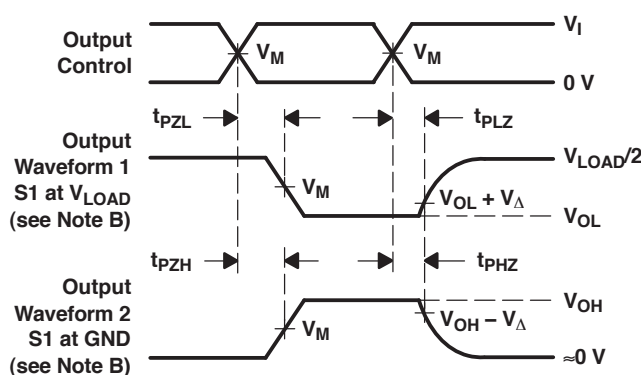 Output
Control
V_I
V_M
V_M
0 V
t_PZL
t_PLZ
Output
Waveform 1
S1 at V_LOAD
(see Note B)
V_LOAD/2
V_M
V_OL + V_Δ
V_OL
t_PZH
t_PHZ
Output
Waveform 2
S1 at GND
(see Note B)
V_OH
V_M
V_OH − V_Δ
≈0 V